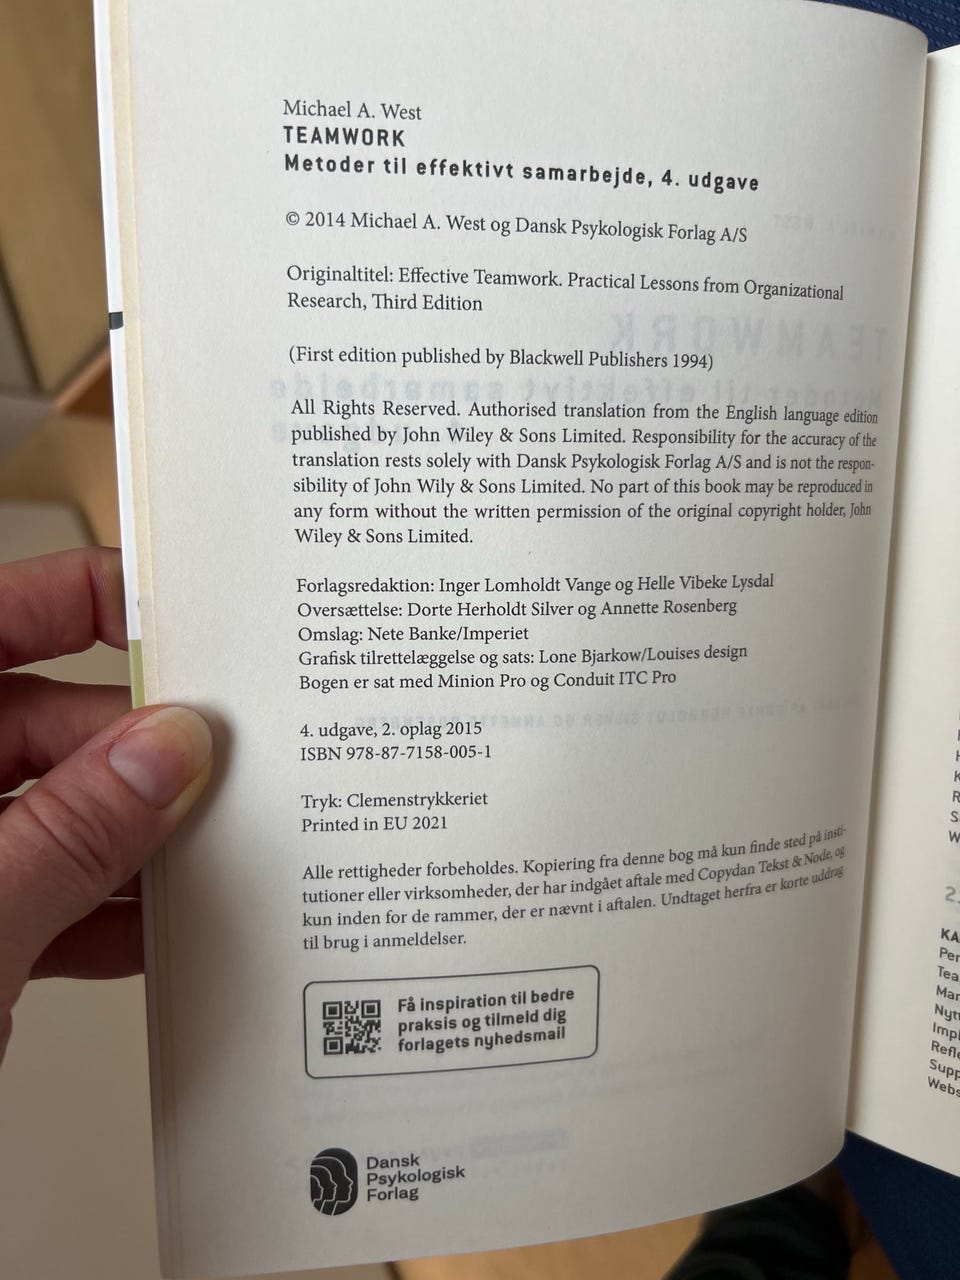 Michael A. West
TEAMWORK
Metoder til effektivt samarbejde, 4. udgave
© 2014 Michael A. West og Dansk Psykologisk Forlag A/S
Originaltitel: Effective Teamwork. Practical Lessons from Organizational
Research, Third Edition
(First edition published by Blackwell Publishers 1994)
All Rights Reserved. Authorised translation from the English language edition
published by John Wiley & Sons Limited. Responsibility for the accuracy of the
translation rests solely with Dansk Psykologisk Forlag A/S and is not the respon-
sibility of John Wily & Sons Limited. No part of this book may be reproduced in
any form without the written permission of the original copyright holder, John
Wiley & Sons Limited.
Forlagsredaktion: Inger Lomholdt Vange og Helle Vibeke Lysdal
Oversættelse: Dorte Herholdt Silver og Annette Rosenberg
Omslag: Nete Banke/Imperiet
Grafisk tilrettelæggelse og sats: Lone Bjarkow/Louises design
Bogen er sat med Minion Pro og Conduit ITC Pro
4. udgave, 2. oplag 2015
ISBN 978-87-7158-005-1
Tryk: Clemenstrykkeriet
Printed in EU 2021
Alle rettigheder forbeholdes. Kopiering fra denne bog må kun finde sted på insti-
tutioner eller virksomheder, der har indgået aftale med Copydan Tekst & Node, og
kun inden for de rammer, der er nævnt i aftalen. Undtaget herfra er korte uddrag
til brug i anmeldelser.
Få inspiration til bedre
praksis og tilmeld dig
forlagets nyhedsmail
Dansk
Psykologisk
Forlag